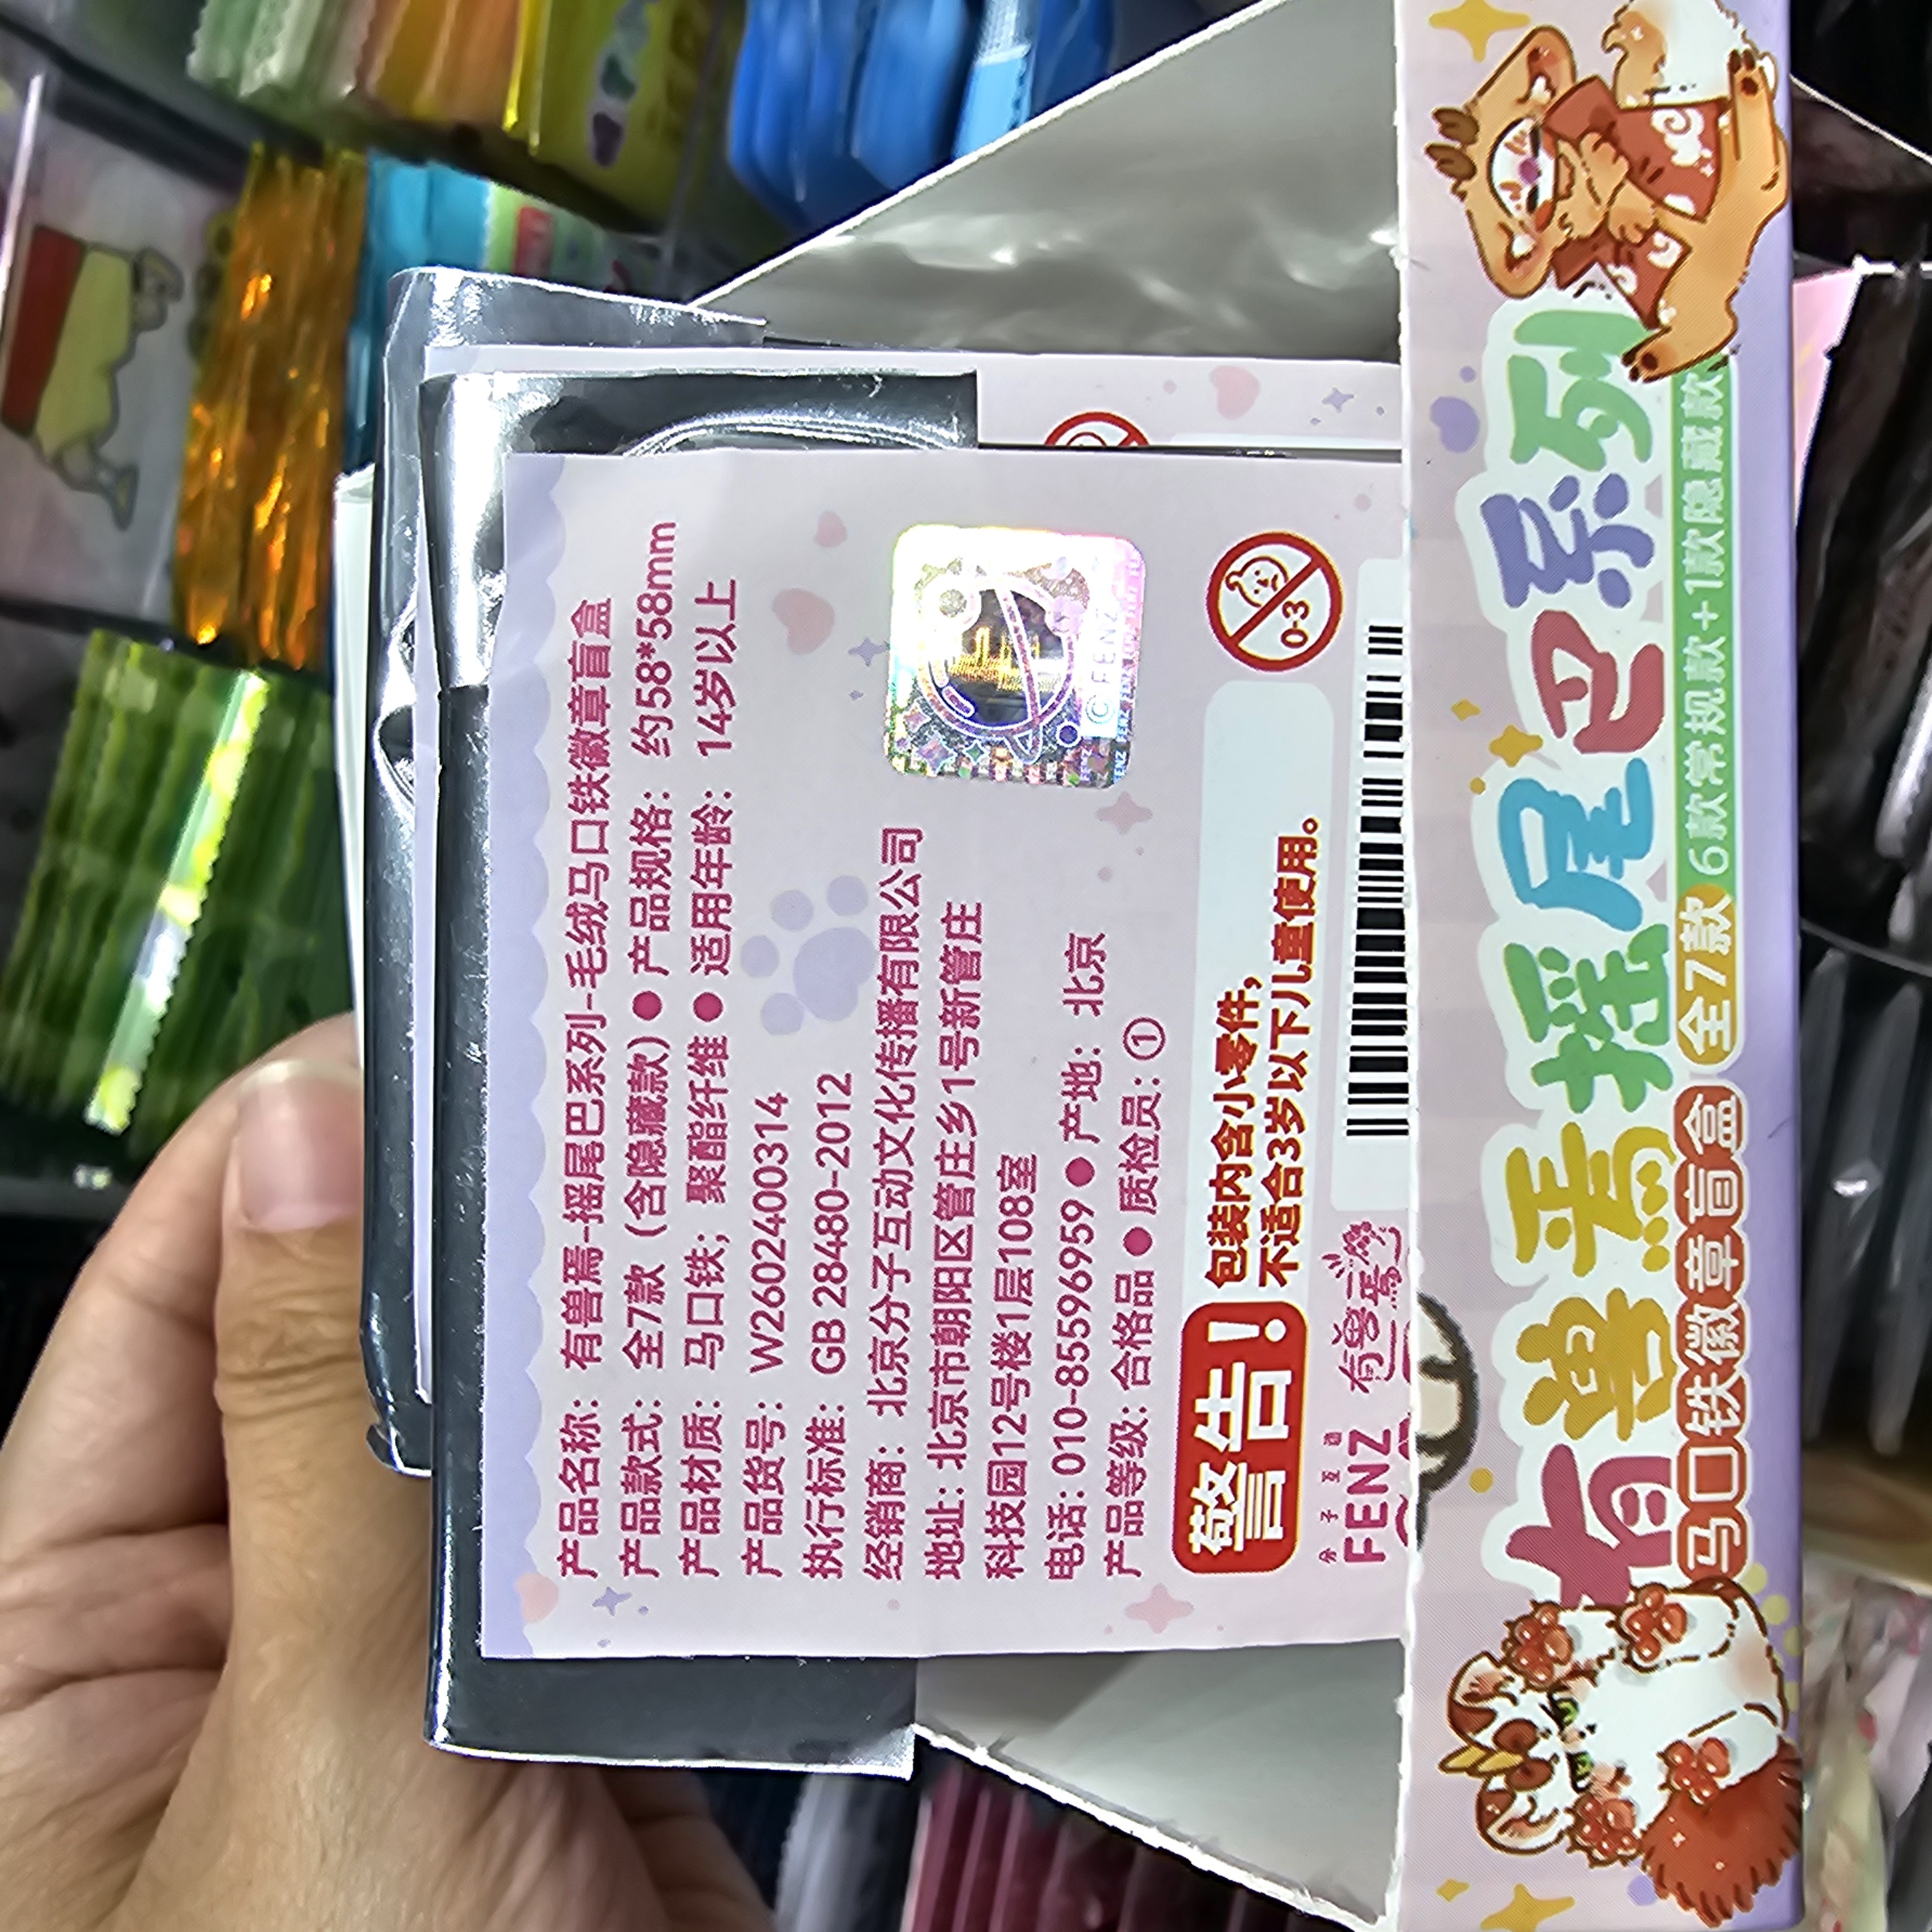 产品名称：有兽焉-摇尾巴系列-毛绒马口铁徽章盲盒
产品款式：全7款（含隐藏款）● 产品规格：约58*58mm
产品材质：马口铁；聚酯纤维 ● 适用年龄：14岁以上
产品货号：W2602400314
执行标准：GB 28480-2012
经销商：北京分子互动文化传播有限公司
地址：北京市朝阳区管庄乡1号新管庄
科技园12号楼1层108室
电话：010-85596959 ● 产地：北京
产品等级：合格品 ● 质检员：①
警告！
包装内含小零件，
不适合3岁以下儿童使用。
0-3
©FENZ
分子互动
FENZ
有兽焉
有兽焉摇尾巴系列
马口铁徽章盲盒 全7款 6款常规款+1款隐藏款